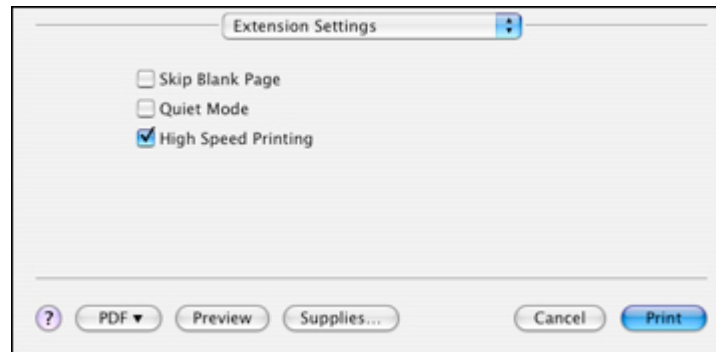 Extension Settings
Skip Blank Page
Quiet Mode
High Speed Printing
? PDF▼ Preview Supplies... Cancel Print